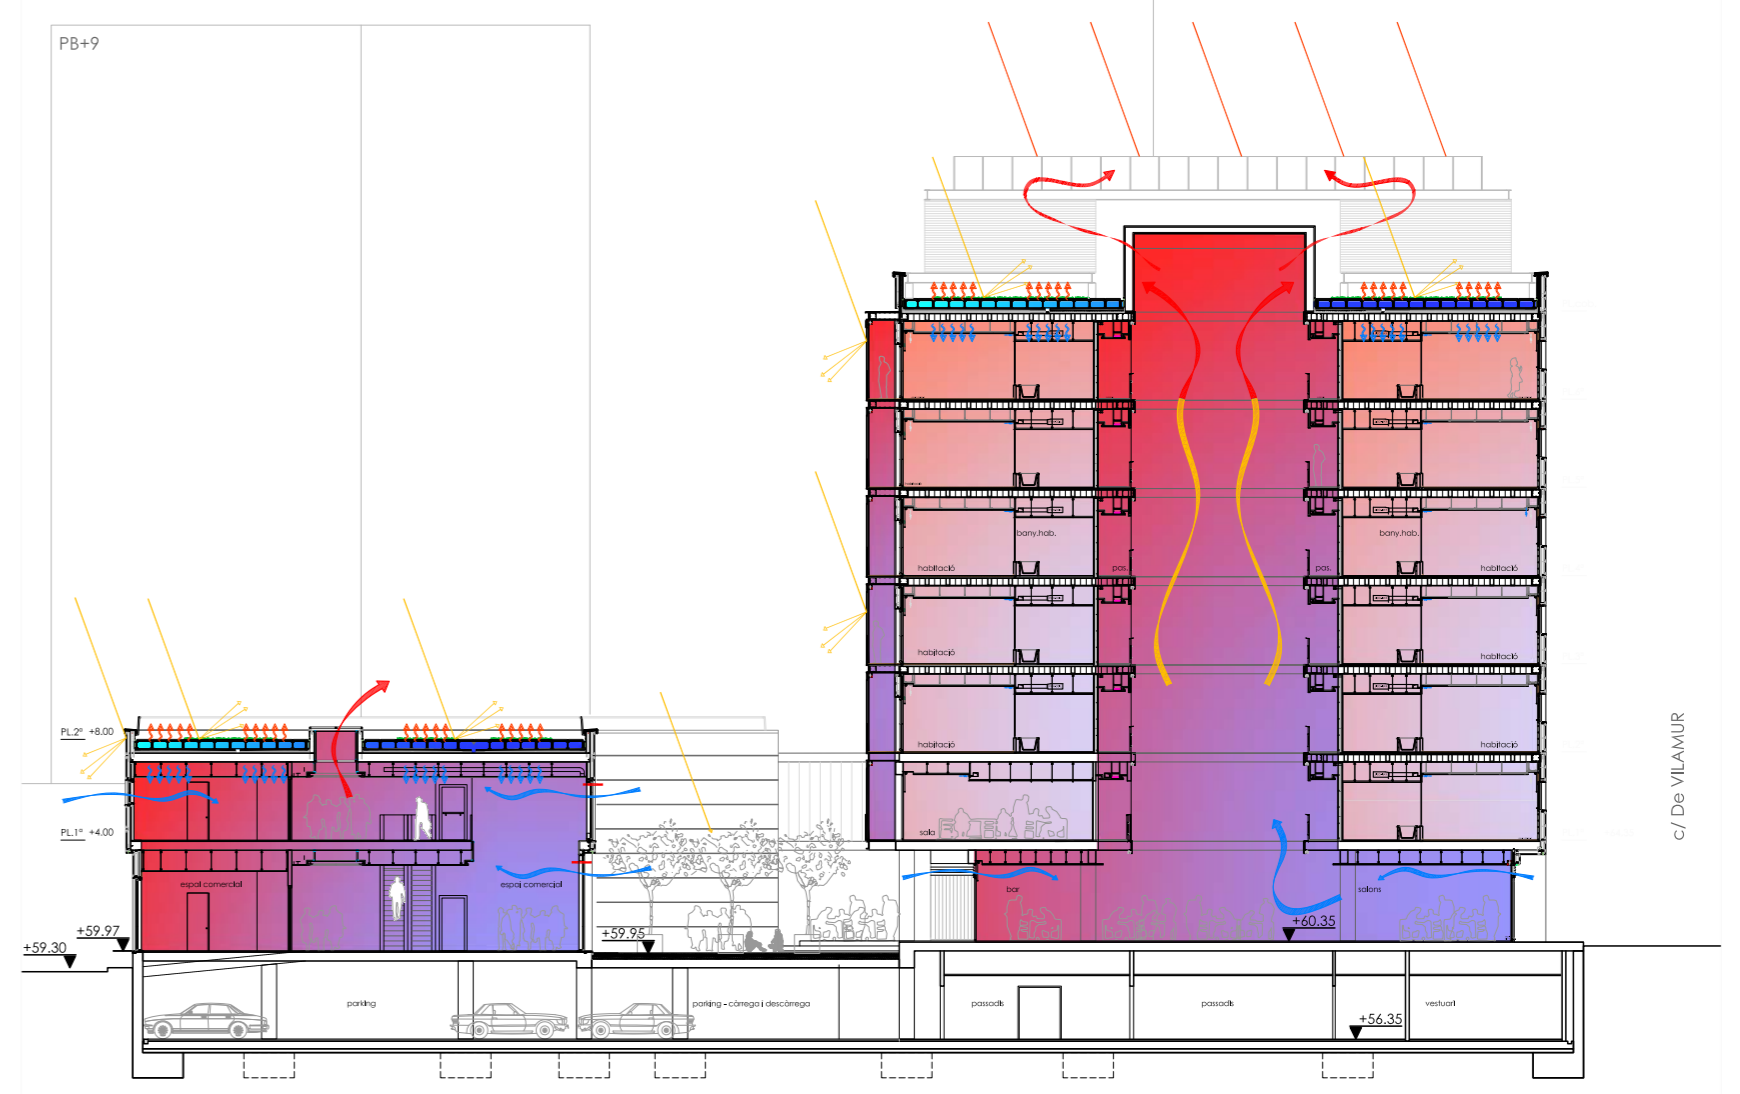 PB+9
bany.hab.
bany.hab.
habitació
pas.
pas.
habitació
habitació
habitació
habitació
habitació
PL.2ª +8.00
PL.1ª +4.00
sala
c/ De VILAMUR
espai comercial
espai comercial
bar
salons
+59.30
+59.97
+59.95
+60.35
parking
parking - càrrega i descàrrega
passadís
passadís
vestuari
+56.35